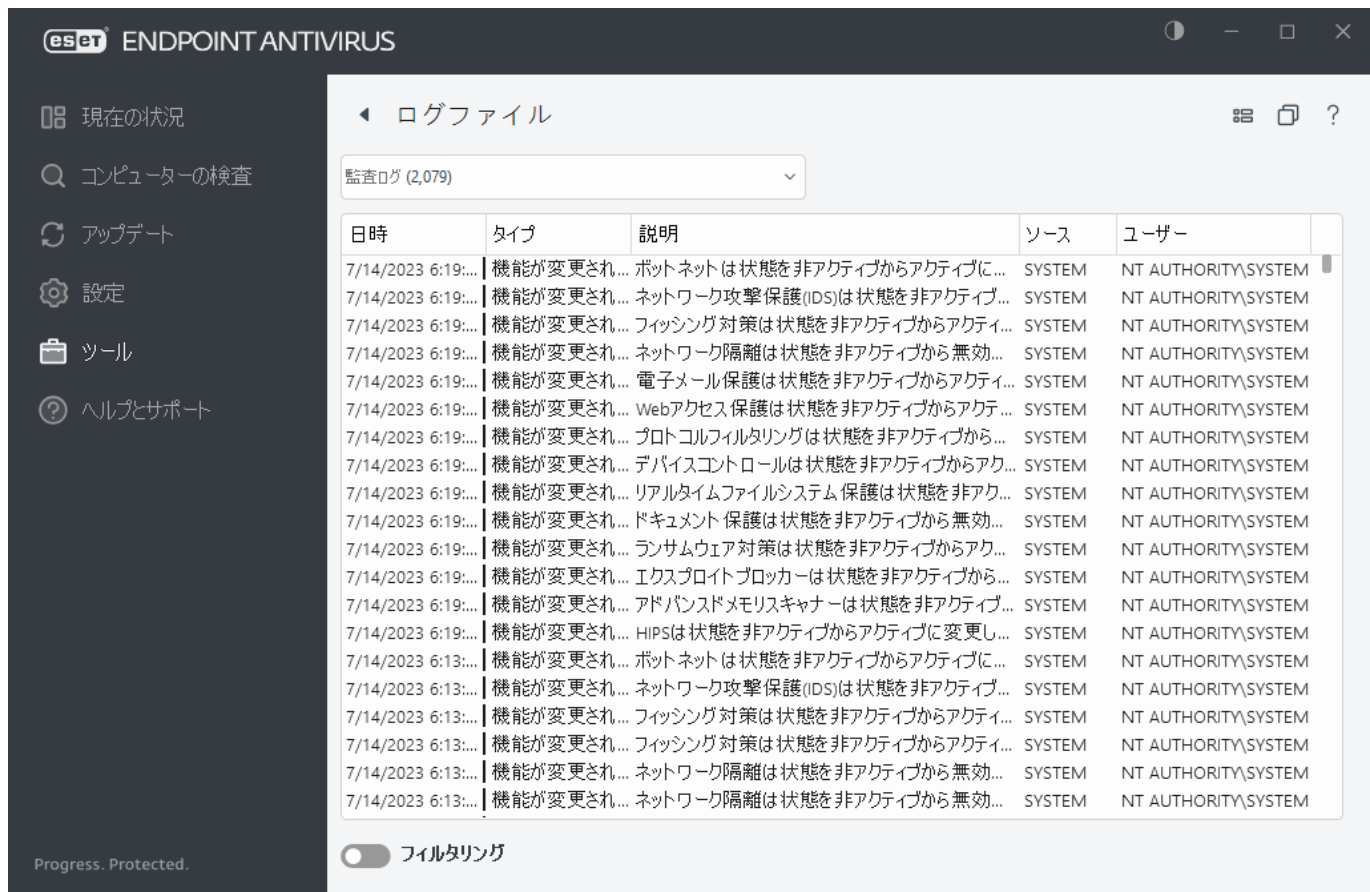 eset ENDPOINT ANTIVIRUS
現在の状況
コンピューターの検査
アップデート
設定
ツール
ヘルプとサポート
Progress. Protected.
ログファイル
?
監査ログ (2,079)
日時 タイプ 説明 ソース ユーザー
7/14/2023 6:19:... 機能が変更され... ボットネットは状態を非アクティブからアクティブに... SYSTEM NT AUTHORITY\SYSTEM
7/14/2023 6:19:... 機能が変更され... ネットワーク攻撃保護(IDS)は状態を非アクティブ... SYSTEM NT AUTHORITY\SYSTEM
7/14/2023 6:19:... 機能が変更され... フィッシング対策は状態を非アクティブからアクティ... SYSTEM NT AUTHORITY\SYSTEM
7/14/2023 6:19:... 機能が変更され... ネットワーク隔離は状態を非アクティブから無効... SYSTEM NT AUTHORITY\SYSTEM
7/14/2023 6:19:... 機能が変更され... 電子メール保護は状態を非アクティブからアクティ... SYSTEM NT AUTHORITY\SYSTEM
7/14/2023 6:19:... 機能が変更され... Webアクセス保護は状態を非アクティブからアクテ... SYSTEM NT AUTHORITY\SYSTEM
7/14/2023 6:19:... 機能が変更され... プロトコルフィルタリングは状態を非アクティブから... SYSTEM NT AUTHORITY\SYSTEM
7/14/2023 6:19:... 機能が変更され... デバイスコントロールは状態を非アクティブからアク... SYSTEM NT AUTHORITY\SYSTEM
7/14/2023 6:19:... 機能が変更され... リアルタイムファイルシステム保護は状態を非アク... SYSTEM NT AUTHORITY\SYSTEM
7/14/2023 6:19:... 機能が変更され... ドキュメント保護は状態を非アクティブから無効... SYSTEM NT AUTHORITY\SYSTEM
7/14/2023 6:19:... 機能が変更され... ランサムウェア対策は状態を非アクティブからアク... SYSTEM NT AUTHORITY\SYSTEM
7/14/2023 6:19:... 機能が変更され... エクスプロイトブロッカーは状態を非アクティブから... SYSTEM NT AUTHORITY\SYSTEM
7/14/2023 6:19:... 機能が変更され... アドバンスドメモリスキャナーは状態を非アクティブ... SYSTEM NT AUTHORITY\SYSTEM
7/14/2023 6:19:... 機能が変更され... HIPSは状態を非アクティブからアクティブに変更し... SYSTEM NT AUTHORITY\SYSTEM
7/14/2023 6:13:... 機能が変更され... ボットネットは状態を非アクティブからアクティブに... SYSTEM NT AUTHORITY\SYSTEM
7/14/2023 6:13:... 機能が変更され... ネットワーク攻撃保護(IDS)は状態を非アクティブ... SYSTEM NT AUTHORITY\SYSTEM
7/14/2023 6:13:... 機能が変更され... フィッシング対策は状態を非アクティブからアクティ... SYSTEM NT AUTHORITY\SYSTEM
7/14/2023 6:13:... 機能が変更され... フィッシング対策は状態を非アクティブからアクティ... SYSTEM NT AUTHORITY\SYSTEM
7/14/2023 6:13:... 機能が変更され... ネットワーク隔離は状態を非アクティブから無効... SYSTEM NT AUTHORITY\SYSTEM
7/14/2023 6:13:... 機能が変更され... ネットワーク隔離は状態を非アクティブから無効... SYSTEM NT AUTHORITY\SYSTEM
フィルタリング